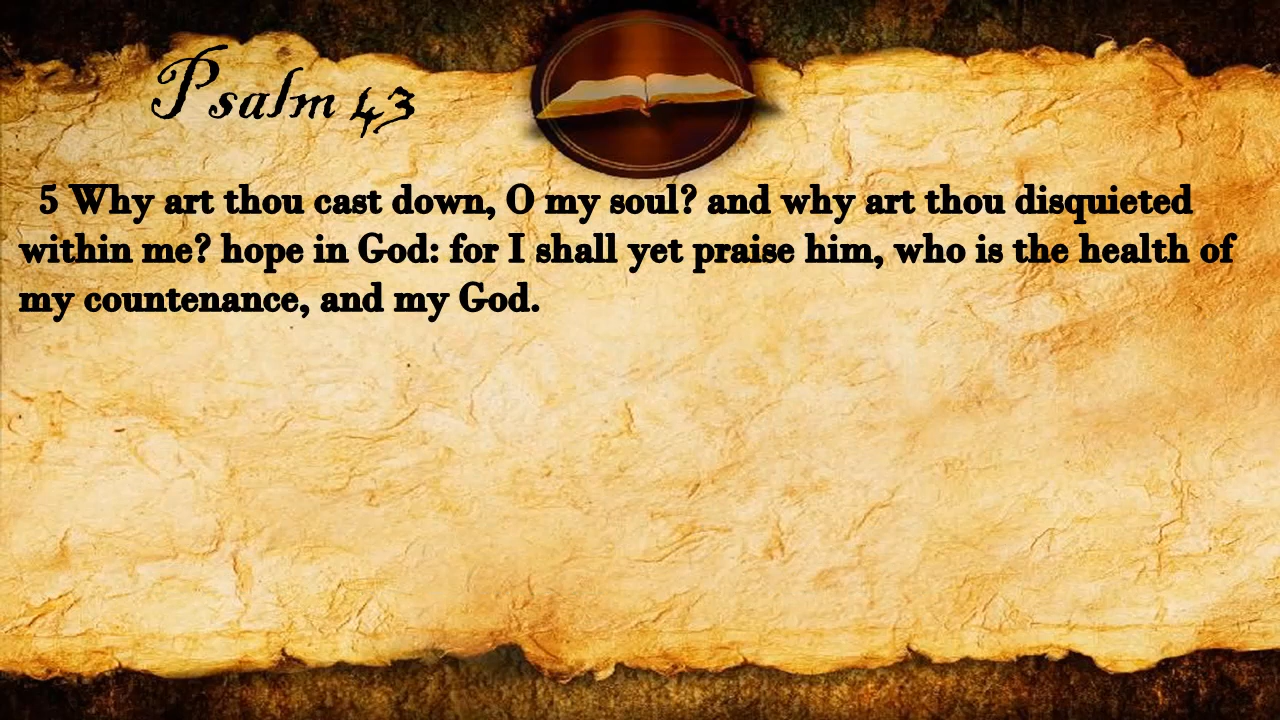 Psalm 43
5 Why art thou cast down, O my soul? and why art thou disquieted
within me? hope in God: for I shall yet praise him, who is the health of
my countenance, and my God.